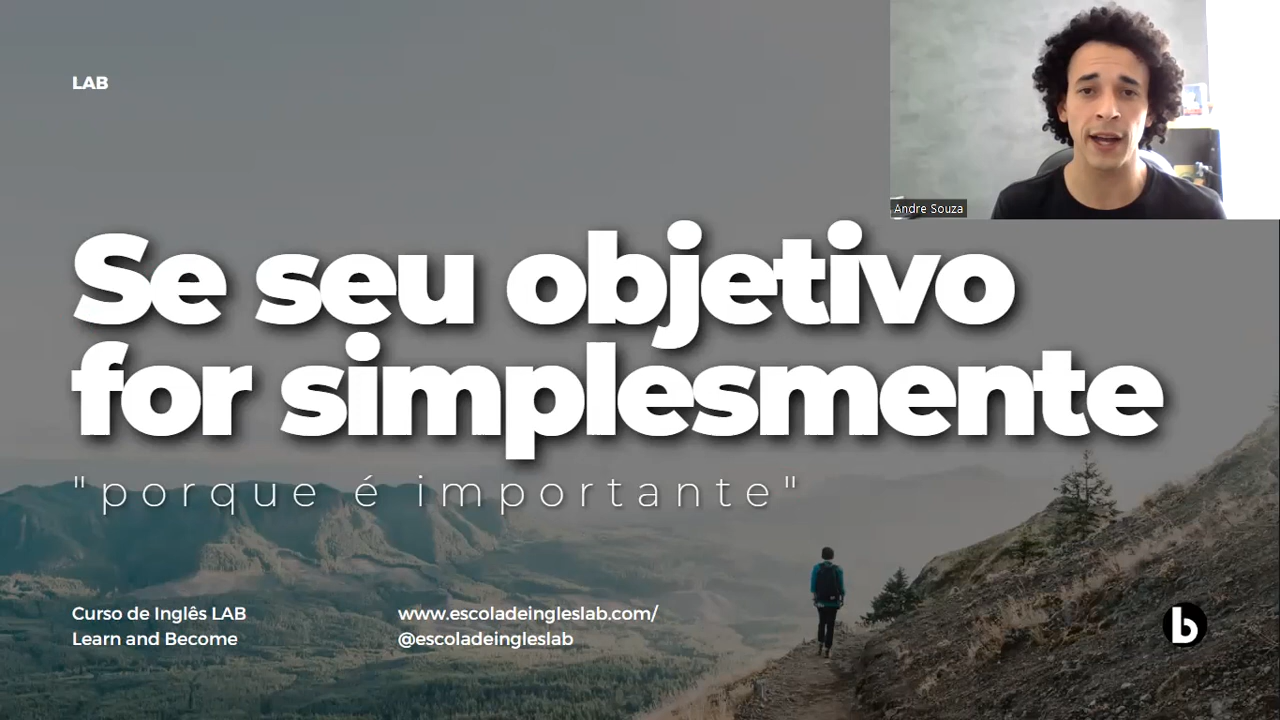 LAB
Andre Souza
Se seu objetivo
for simplesmente
"porque é importante"
Curso de Inglês LAB
Learn and Become
www.escoladeingleslab.com/
@escoladeingleslab
b